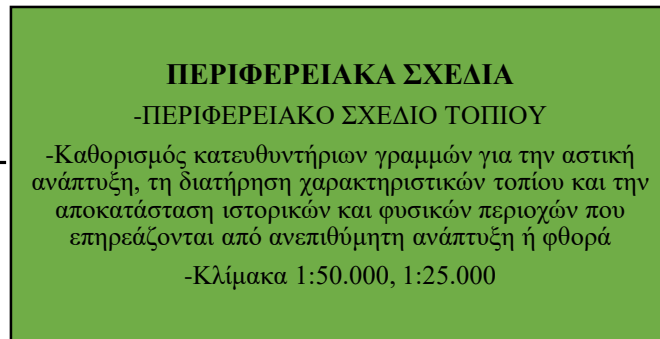 ΠΕΡΙΦΕΡΕΙΑΚΑ ΣΧΕΔΙΑ
-ΠΕΡΙΦΕΡΕΙΑΚΟ ΣΧΕΔΙΟ ΤΟΠΙΟΥ
-Καθορισμός κατευθυντήριων γραμμών για την αστική
ανάπτυξη, τη διατήρηση χαρακτηριστικών τοπίου και την
αποκατάσταση ιστορικών και φυσικών περιοχών που
επηρεάζονται από ανεπιθύμητη ανάπτυξη ή φθορά
-Κλίμακα 1:50.000, 1:25.000